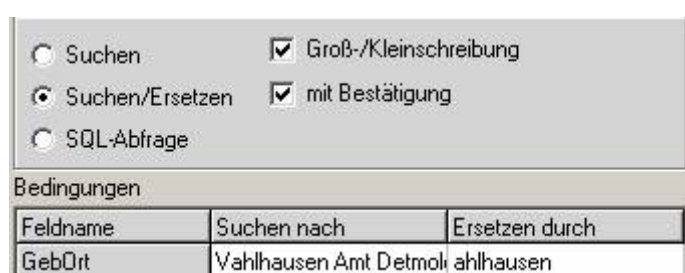 Suchen Groß-/Kleinschreibung
Suchen/Ersetzen mit Bestätigung
SQL-Abfrage
Bedingungen
Feldname Suchen nach Ersetzen durch
GebOrt Vahlhausen Amt ahlhausen